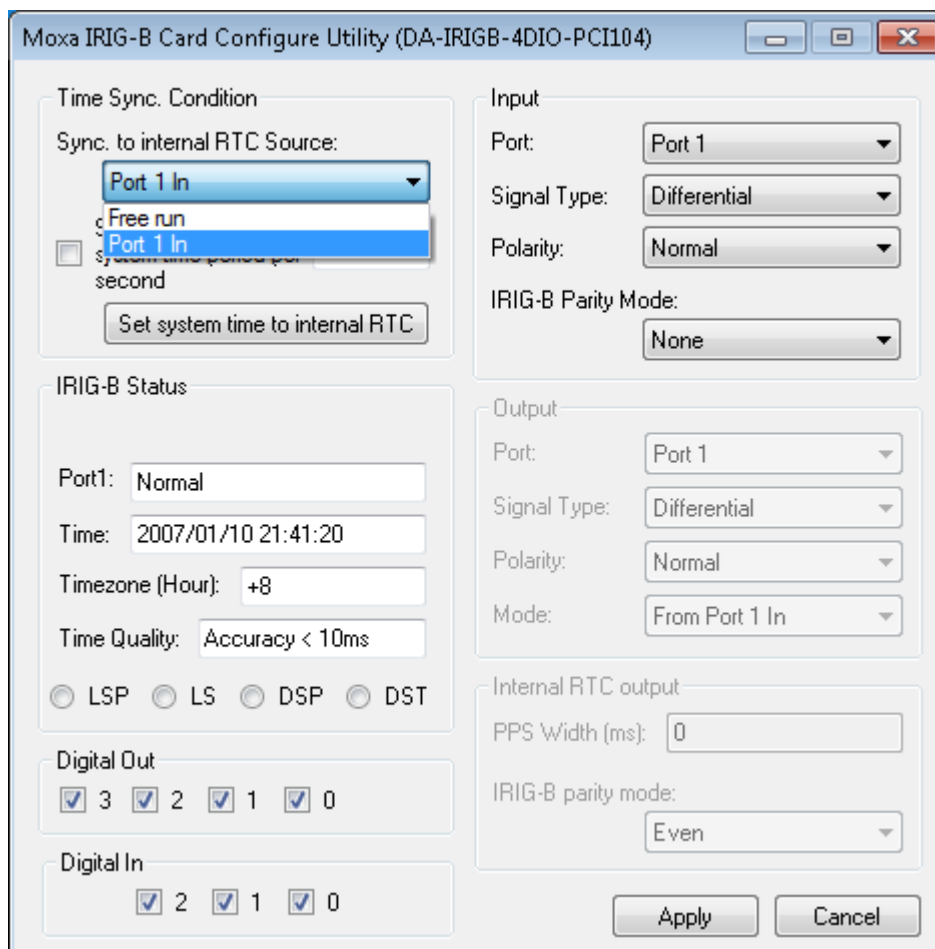 Moxa IRIG-B Card Configure Utility (DA-IRIGB-4DIO-PCI104)
Time Sync. Condition
Sync. to internal RTC Source:
Port 1 In
Free run
Port 1 In
second
Set system time to internal RTC
IRIG-B Status
Port1: Normal
Time: 2007/01/10 21:41:20
Timezone (Hour): +8
Time Quality: Accuracy < 10ms
LSP LS DSP DST
Digital Out
3 2 1 0
Digital In
2 1 0
Input
Port: Port 1
Signal Type: Differential
Polarity: Normal
IRIG-B Parity Mode:
None
Output
Port: Port 1
Signal Type: Differential
Polarity: Normal
Mode: From Port 1 In
Internal RTC output
PPS Width (ms): 0
IRIG-B parity mode:
Even
Apply Cancel